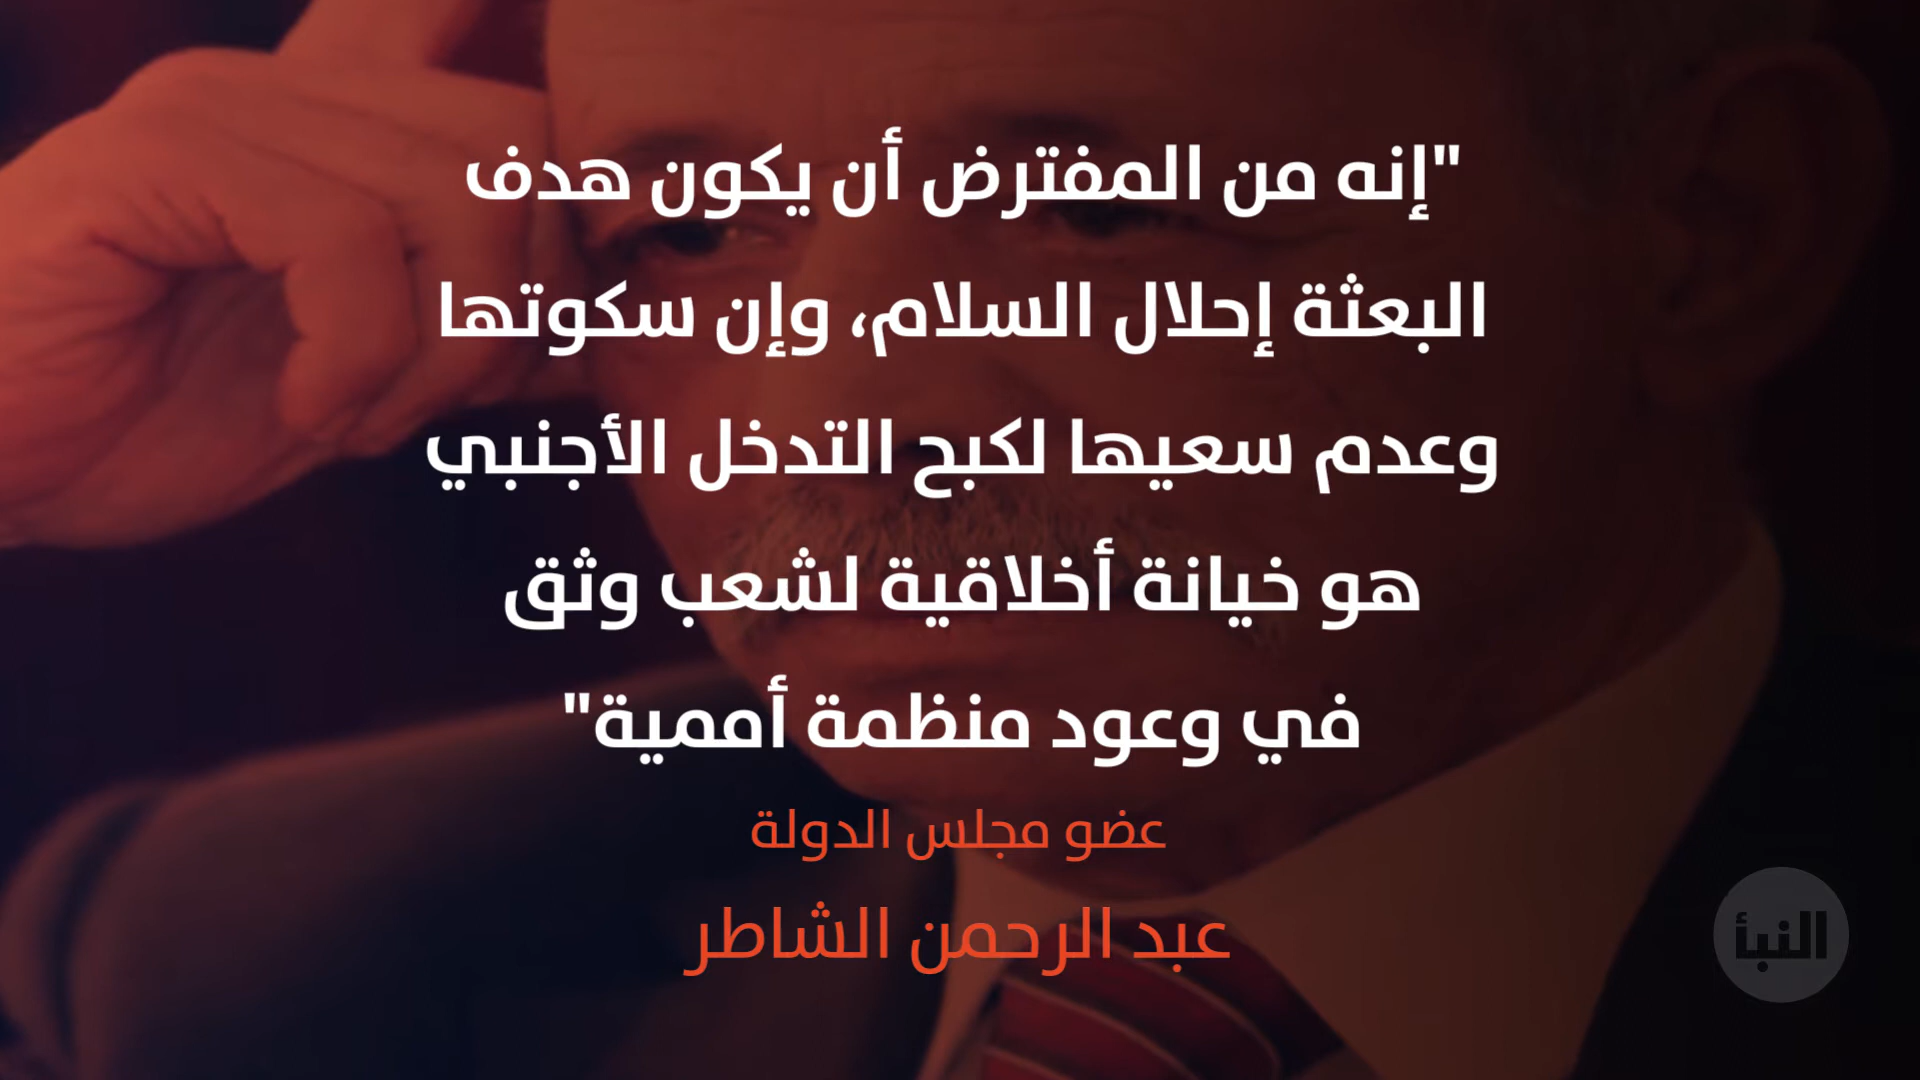 "إنه من المفترض أن يكون هدف
البعثة إحلال السلام، وإن سكوتها
وعدم سعيها لكبح التدخل الأجنبي
هو خيانة أخلاقية لشعب وثق
في وعود منظمة أممية"
عضو مجلس الدولة
عبد الرحمن الشاطر
النبأ